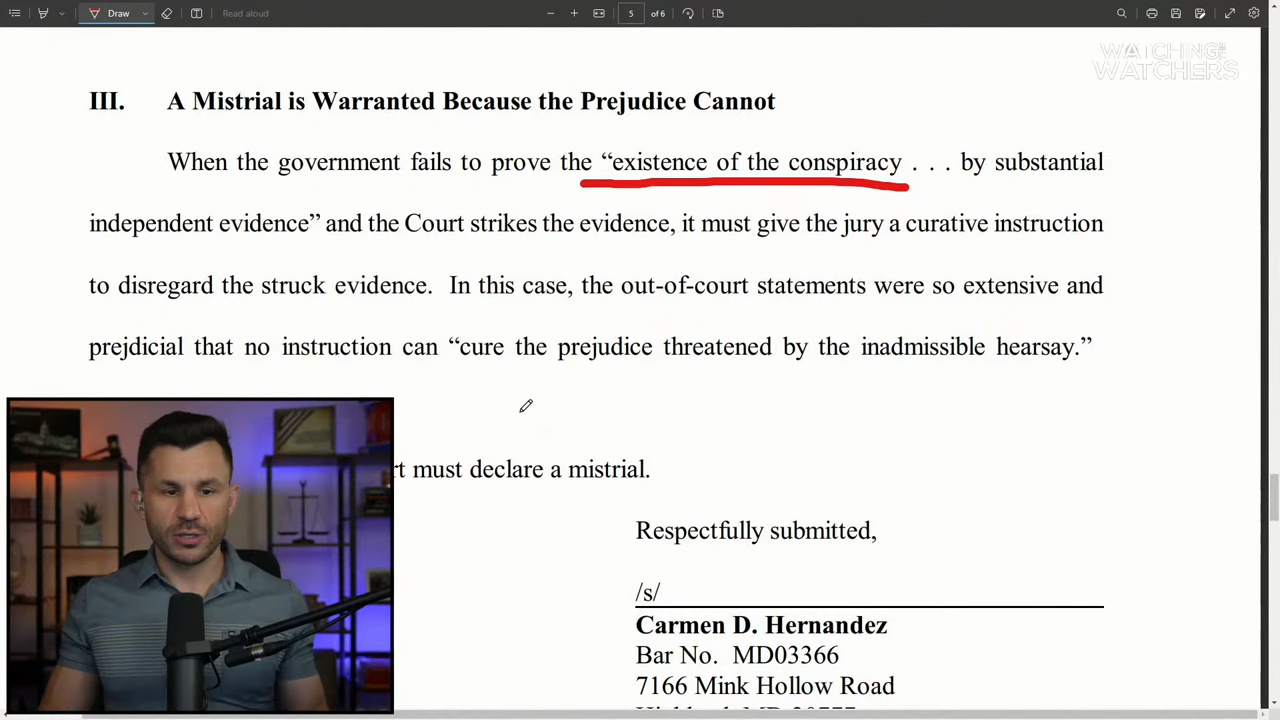 Draw
Read aloud
5
of 6
WATCHING THE
WATCHERS
III. A Mistrial is Warranted Because the Prejudice Cannot
When the government fails to prove the “existence of the conspiracy . . . by substantial
independent evidence” and the Court strikes the evidence, it must give the jury a curative instruction
to disregard the struck evidence. In this case, the out-of-court statements were so extensive and
prejdicial that no instruction can “cure the prejudice threatened by the inadmissible hearsay.”
rt must declare a mistrial.
Respectfully submitted,
/s/
Carmen D. Hernandez
Bar No. MD03366
7166 Mink Hollow Road